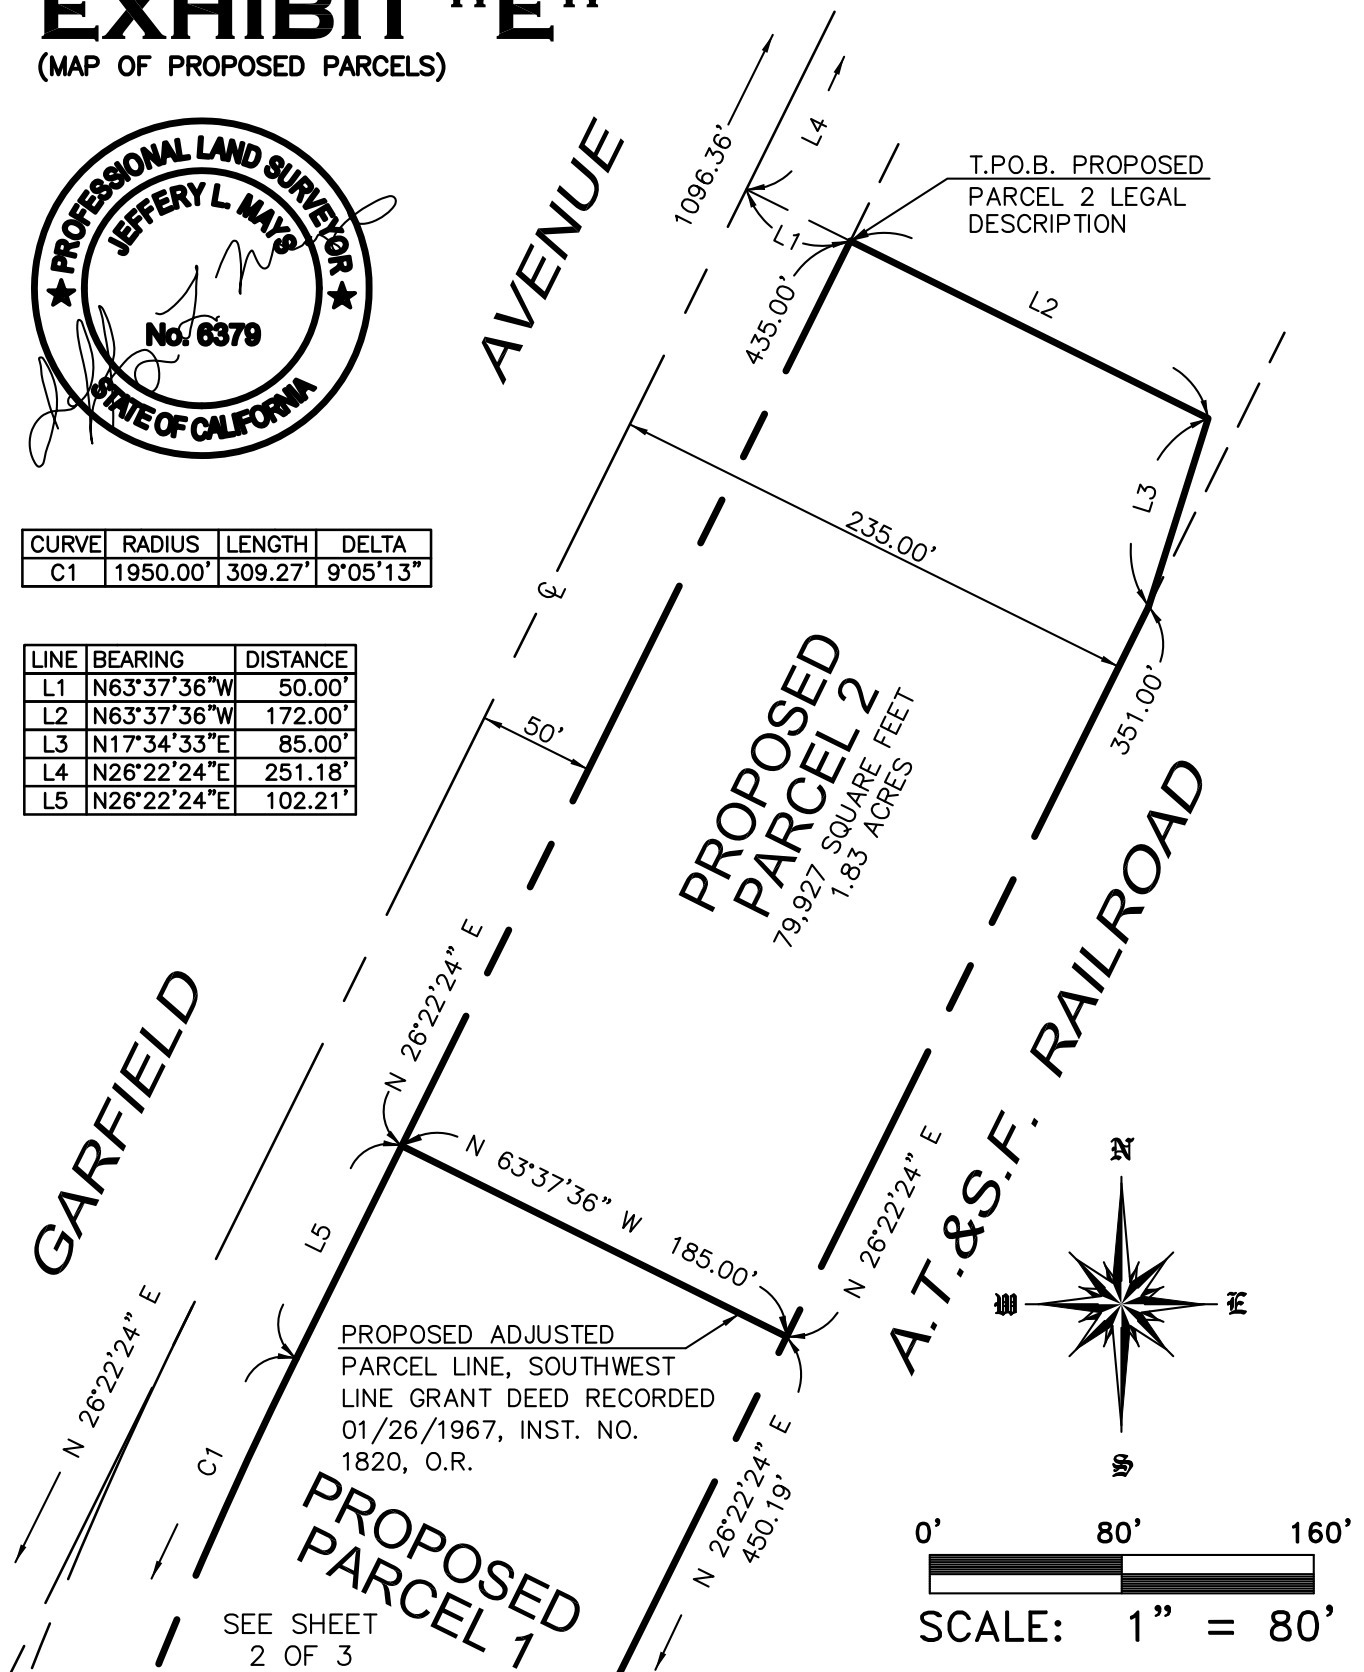 EXHIBIT "E"
(MAP OF PROPOSED PARCELS)
PROFESSIONAL LAND SURVEYOR
JEFFERY L. MAYS
No. 6379
STATE OF CALIFORNIA
CURVE RADIUS LENGTH DELTA
C1 1950.00' 309.27' 9°05'13"
LINE BEARING DISTANCE
L1 N63°37'36"W 50.00'
L2 N63°37'36"W 172.00'
L3 N17°34'33"E 85.00'
L4 N26°22'24"E 251.18'
L5 N26°22'24"E 102.21'
AVENUE
1096.36'
L4
T.P.O.B. PROPOSED
PARCEL 2 LEGAL
DESCRIPTION
L1
435.00'
L2
L3
235.00'
℄
50'
351.00'
PROPOSED
PARCEL 2
79,927 SQUARE FEET
1.83 ACRES
A.T.&S.F. RAILROAD
GARFIELD
N 26°22'24" E
N 26°22'24" E
N 63°37'36" W 185.00'
L5
N 26°22'24" E
PROPOSED ADJUSTED
PARCEL LINE, SOUTHWEST
LINE GRANT DEED RECORDED
01/26/1967, INST. NO.
1820, O.R.
C1
PROPOSED
PARCEL 1
N 26°22'24" E
450.19'
SEE SHEET
2 OF 3
N
W
E
S
0' 80' 160'
SCALE: 1" = 80'